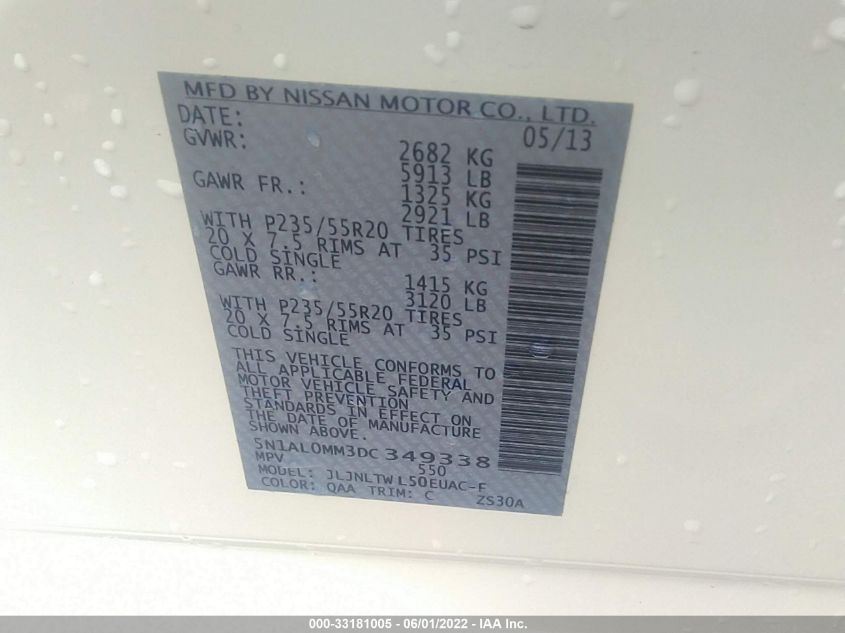 MFD BY NISSAN MOTOR CO., LTD.
DATE: 05/13
GVWR: 2682 KG
5913 LB
GAWR FR.: 1325 KG
2921 LB
WITH P235/55R20 TIRES
20 X 7.5 RIMS AT 35 PSI
COLD SINGLE
GAWR RR.: 1415 KG
3120 LB
WITH P235/55R20 TIRES
20 X 7.5 RIMS AT 35 PSI
COLD SINGLE
THIS VEHICLE CONFORMS TO
ALL APPLICABLE FEDERAL
MOTOR VEHICLE SAFETY AND
THEFT PREVENTION
STANDARDS IN EFFECT ON
THE DATE OF MANUFACTURE
SHOWN ABOVE.
5N1AL0MM3DC 349338
MPV 550
MODEL: JLJNLTW L50EUAC-F
COLOR: QAA TRIM: C ZS30A
000-33181005 - 06/01/2022 - IAA Inc.